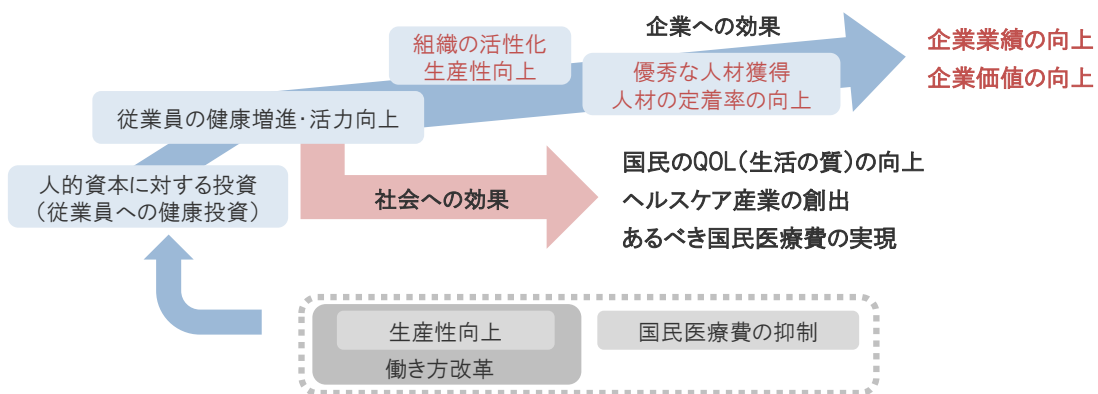 企業への効果
組織の活性化
生産性向上
企業業績の向上
企業価値の向上
優秀な人材獲得
人材の定着率の向上
従業員の健康増進・活力向上
人的資本に対する投資
（従業員への健康投資）
社会への効果
国民のQOL（生活の質）の向上
ヘルスケア産業の創出
あるべき国民医療費の実現
生産性向上
働き方改革
国民医療費の抑制